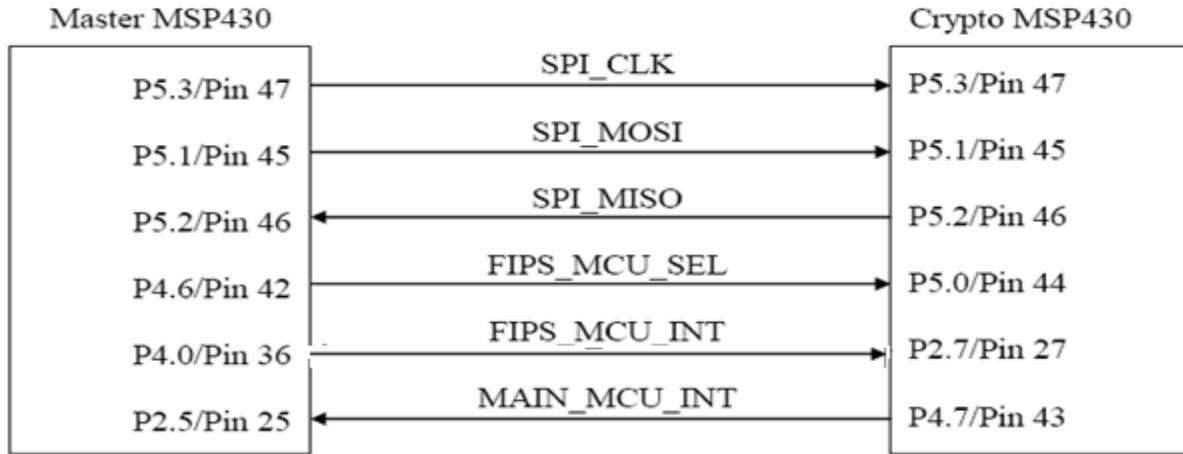 Master MSP430 Crypto MSP430
P5.3/Pin 47 SPI_CLK P5.3/Pin 47
P5.1/Pin 45 SPI_MOSI P5.1/Pin 45
P5.2/Pin 46 SPI_MISO P5.2/Pin 46
P4.6/Pin 42 FIPS_MCU_SEL P5.0/Pin 44
P4.0/Pin 36 FIPS_MCU_INT P2.7/Pin 27
P2.5/Pin 25 MAIN_MCU_INT P4.7/Pin 43